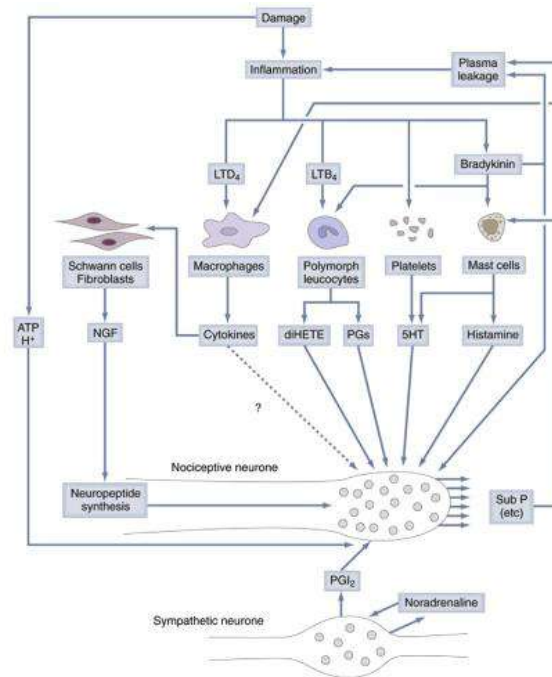 Damage
Inflammation
Plasma
leakage
LTD4
LTB4
Bradykinin
Schwann cells
Fibroblasts
Macrophages
Polymorph
leucocytes
Platelets
Mast cells
ATP
H+
NGF
Cytokines
diHETE
PGs
5HT
Histamine
?
Nociceptive neurone
Neuropeptide
synthesis
Sub P
(etc)
PGI2
Noradrenaline
Sympathetic neurone